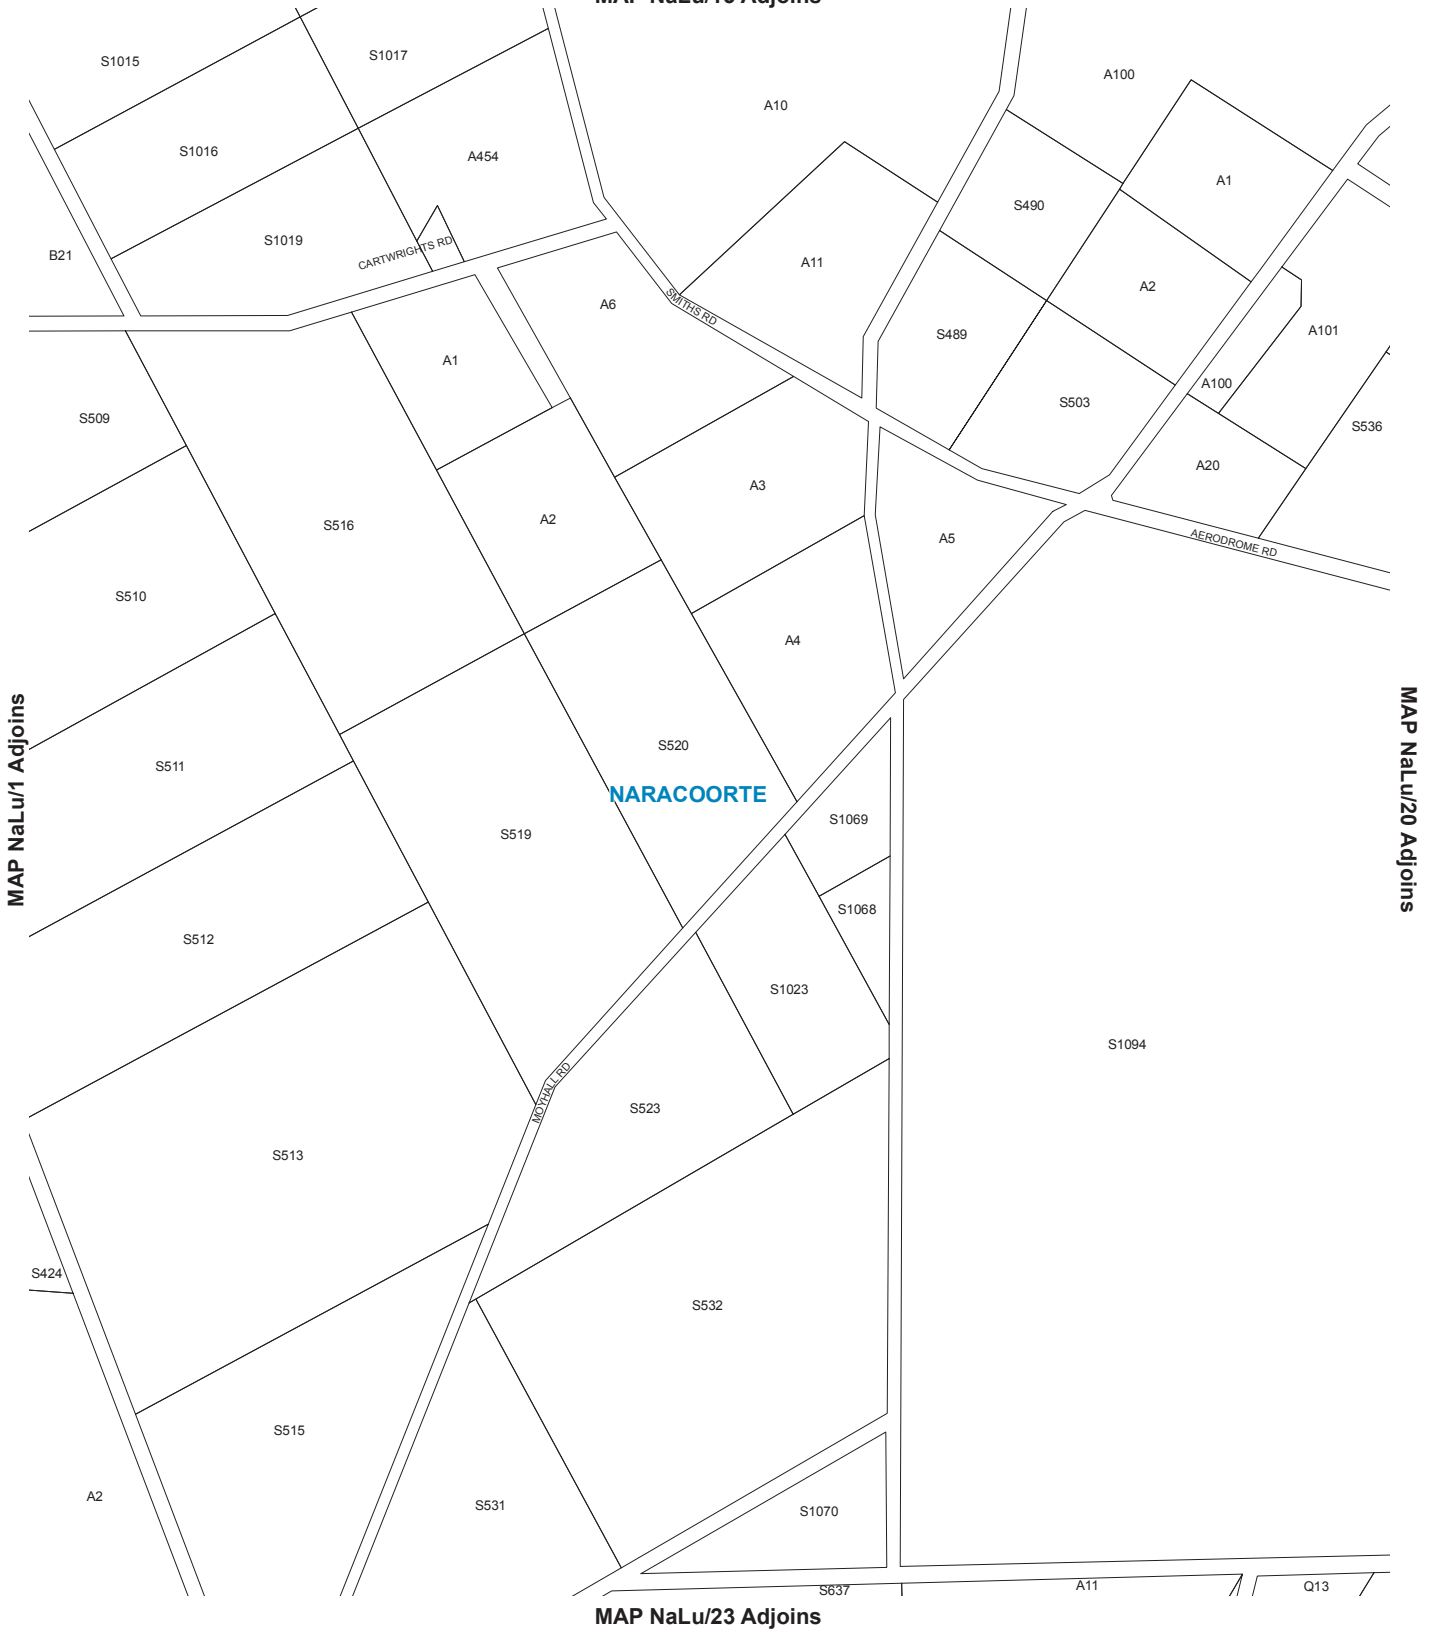 MAP NaLu/19 Adjoins
S1015
S1017
A10
A100
S1016
A454
A1
S490
B21
S1019
CARTWRIGHTS RD
A11
A6
SMITHS RD
A2
S489
A101
A1
A100
S509
S503
S536
A20
A3
S516
A2
A5
AERODROME RD
S510
A4
MAP NaLu/1 Adjoins
MAP NaLu/20 Adjoins
S520
S511
NARACOORTE
S519
S1069
S1068
S512
S1023
S1094
MOYHALL RD
S523
S513
S424
S532
S515
A2
S531
S1070
S637
A11
Q13
MAP NaLu/23 Adjoins